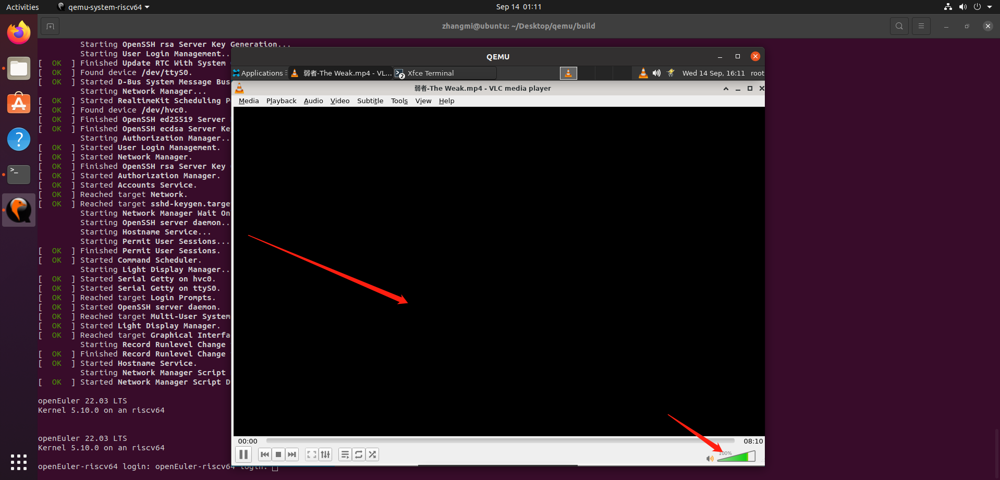 Activities
qemu-system-riscv64
Sep 14 01:11
zhangmi@ubuntu: ~/Desktop/qemu/build
Starting OpenSSH rsa Server Key Generation...
Starting User Login Management..
[ OK ] Finished Update RTC With System
[ OK ] Found device /dev/ttyS0.
[ OK ] Started D-Bus System Message Bus
Starting Network Manager...
[ OK ] Started RealtimeKit Scheduling P
[ OK ] Found device /dev/hvc0.
[ OK ] Finished OpenSSH ed25519 Server
[ OK ] Finished OpenSSH ecdsa Server Ke
Starting Authorization Manager..
[ OK ] Started User Login Management.
[ OK ] Started Network Manager.
[ OK ] Finished OpenSSH rsa Server Key
[ OK ] Started Authorization Manager.
[ OK ] Started Accounts Service.
[ OK ] Reached target Network.
[ OK ] Reached target sshd-keygen.targe
Starting Network Manager Wait On
Starting OpenSSH server daemon..
Starting Hostname Service...
Starting Permit User Sessions...
[ OK ] Finished Permit User Sessions.
[ OK ] Started Command Scheduler.
Starting Light Display Manager..
[ OK ] Started Serial Getty on hvc0.
[ OK ] Started Serial Getty on ttyS0.
[ OK ] Reached target Login Prompts.
[ OK ] Started OpenSSH server daemon.
[ OK ] Reached target Multi-User System
[ OK ] Started Light Display Manager.
[ OK ] Reached target Graphical Interfa
Starting Record Runlevel Change
[ OK ] Finished Record Runlevel Change
[ OK ] Started Hostname Service.
Starting Network Manager Script
[ OK ] Started Network Manager Script D
openEuler 22.03 LTS
Kernel 5.10.0 on an riscv64
openEuler 22.03 LTS
Kernel 5.10.0 on an riscv64
openEuler-riscv64 login: openEuler-riscv64 login:
QEMU
Applications
弱者-The Weak.mp4 - VL...
2
Xfce Terminal
Wed 14 Sep, 16:11
root
弱者-The Weak.mp4 - VLC media player
Media Playback Audio Video Subtitle Tools View Help
00:00
08:10
100%